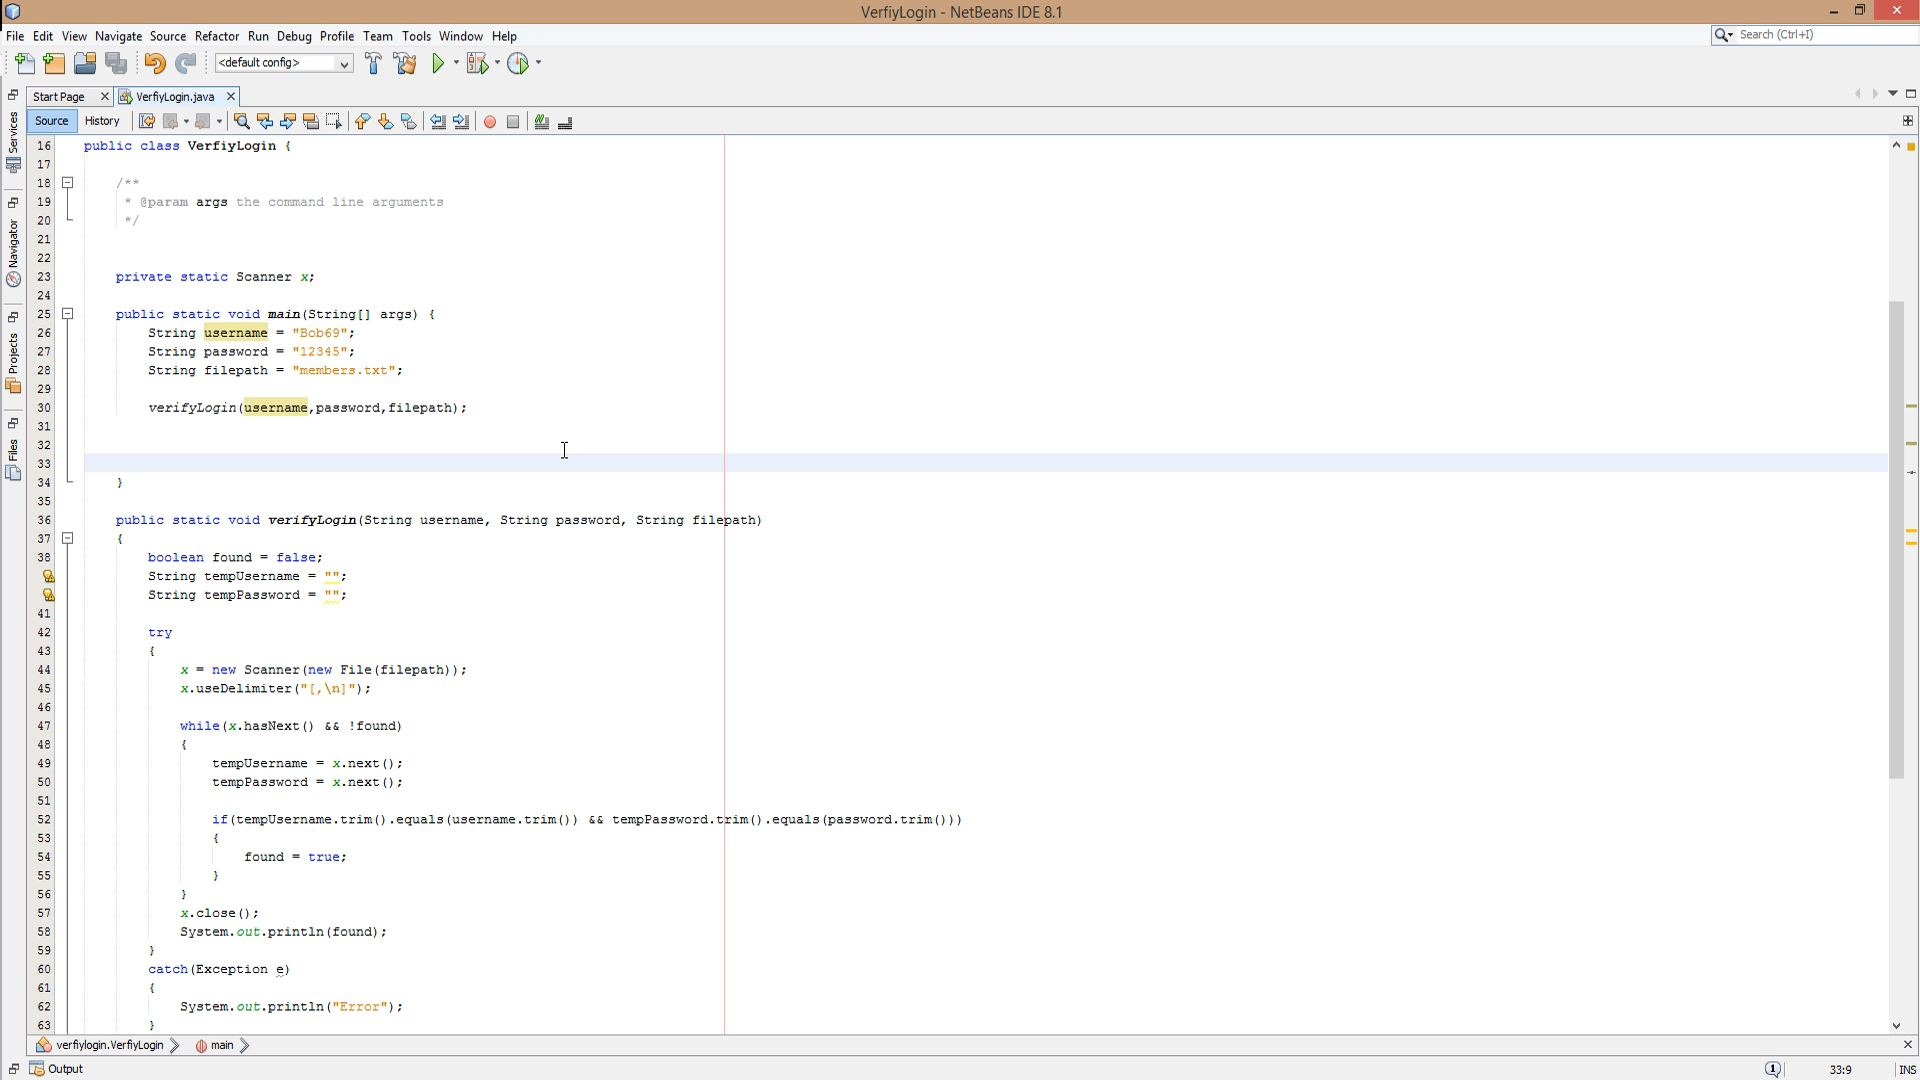 VerfiyLogin - NetBeans IDE 8.1
File Edit View Navigate Source Refactor Run Debug Profile Team Tools Window Help
Search (Ctrl+I)
<default config>
Start Page VerfiyLogin.java
Source History
Services
Navigator
Projects
Files
16 public class VerfiyLogin {
17
18 /**
19 * @param args the command line arguments
20 */
21
22
23 private static Scanner x;
24
25 public static void main(String[] args) {
26 String username = "Bob69";
27 String password = "12345";
28 String filepath = "members.txt";
29
30 verifyLogin(username,password,filepath);
31
32
33
34 }
35
36 public static void verifyLogin(String username, String password, String filepath)
37 {
38 boolean found = false;
String tempUsername = "";
String tempPassword = "";
41
42 try
43 {
44 x = new Scanner(new File(filepath));
45 x.useDelimiter("[,\n]");
46
47 while(x.hasNext() && !found)
48 {
49 tempUsername = x.next();
50 tempPassword = x.next();
51
52 if(tempUsername.trim().equals(username.trim()) && tempPassword.trim().equals(password.trim()))
53 {
54 found = true;
55 }
56 }
57 x.close();
58 System.out.println(found);
59 }
60 catch(Exception e)
61 {
62 System.out.println("Error");
63 }
verfiylogin.VerfiyLogin main
Output
1 33:9 INS